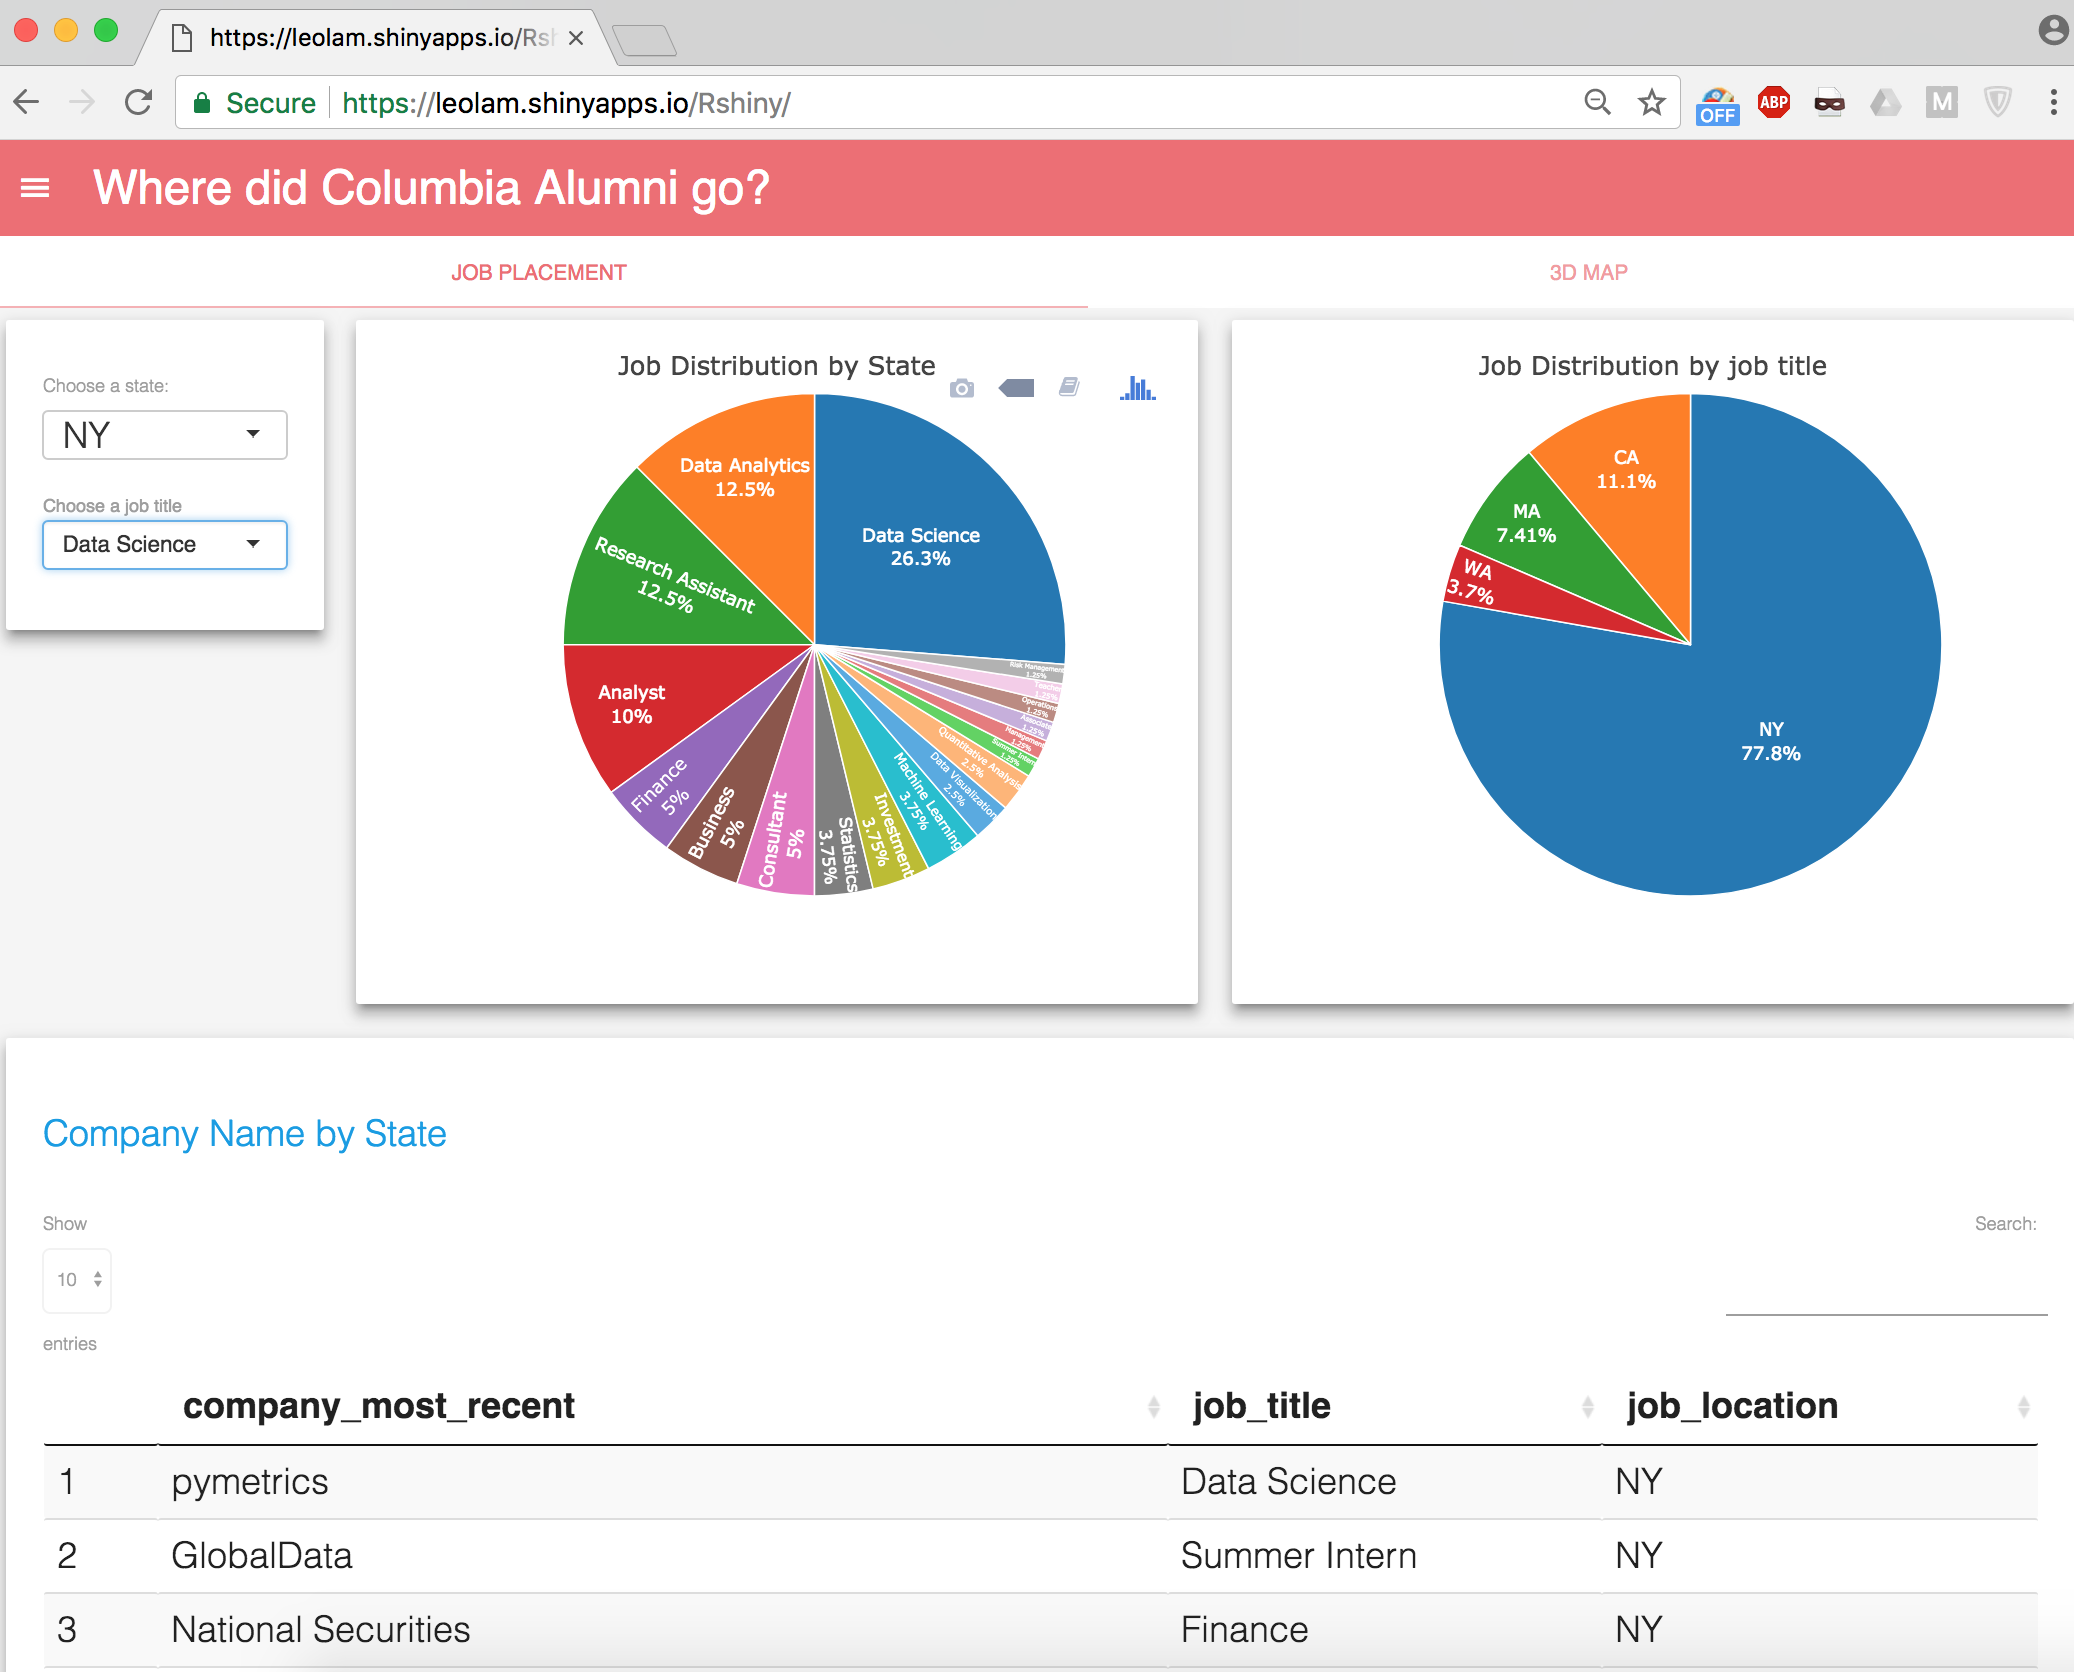 https://leolam.shinyapps.io/Rsh
Secure
https://leolam.shinyapps.io/Rshiny/
OFF
ABP
M
Where did Columbia Alumni go?
JOB PLACEMENT
3D MAP
Choose a state:
NY
Choose a job title
Data Science
Job Distribution by State
Data Science
26.3%
Data Analytics
12.5%
Research Assistant
12.5%
Analyst
10%
Finance
5%
Business
5%
Consultant
5%
Statistics
3.75%
Investment
3.75%
Machine Learning
3.75%
Data Visualization
2.5%
Quantitative Analysis
2.5%
Summer Intern
1.25%
Management
1.25%
Associate
1.25%
Operations
1.25%
1.25%
Risk Management
1.25%
Job Distribution by job title
CA
11.1%
MA
7.41%
WA
3.7%
NY
77.8%
Company Name by State
Show
10
entries
Search:
company_most_recent job_title job_location
1 pymetrics Data Science NY
2 GlobalData Summer Intern NY
3 National Securities Finance NY